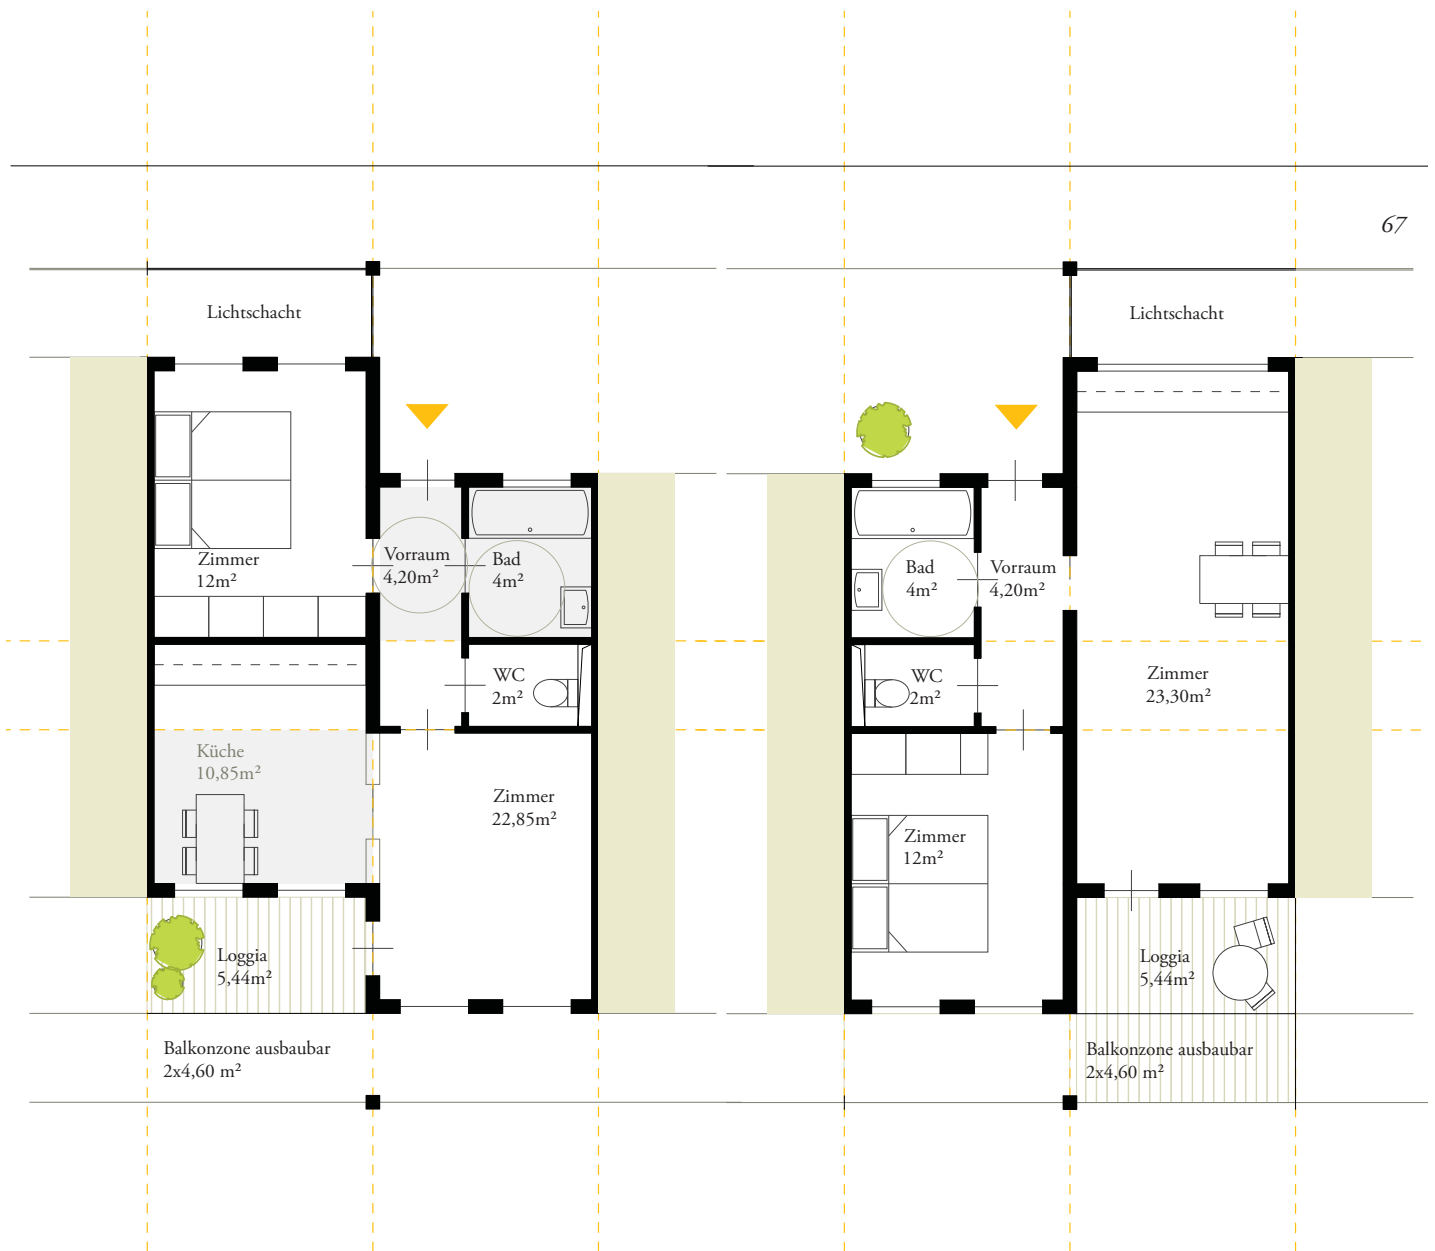 67
Lichtschacht
Lichtschacht
Zimmer
12m²
Vorraum
4,20m²
Bad
4m²
Bad
4m²
Vorraum
4,20m²
WC
2m²
WC
2m²
Zimmer
23,30m²
Küche
10,85m²
Zimmer
22,85m²
Zimmer
12m²
Loggia
5,44m²
Loggia
5,44m²
Balkonzone ausbaubar
2x4,60 m²
Balkonzone ausbaubar
2x4,60 m²